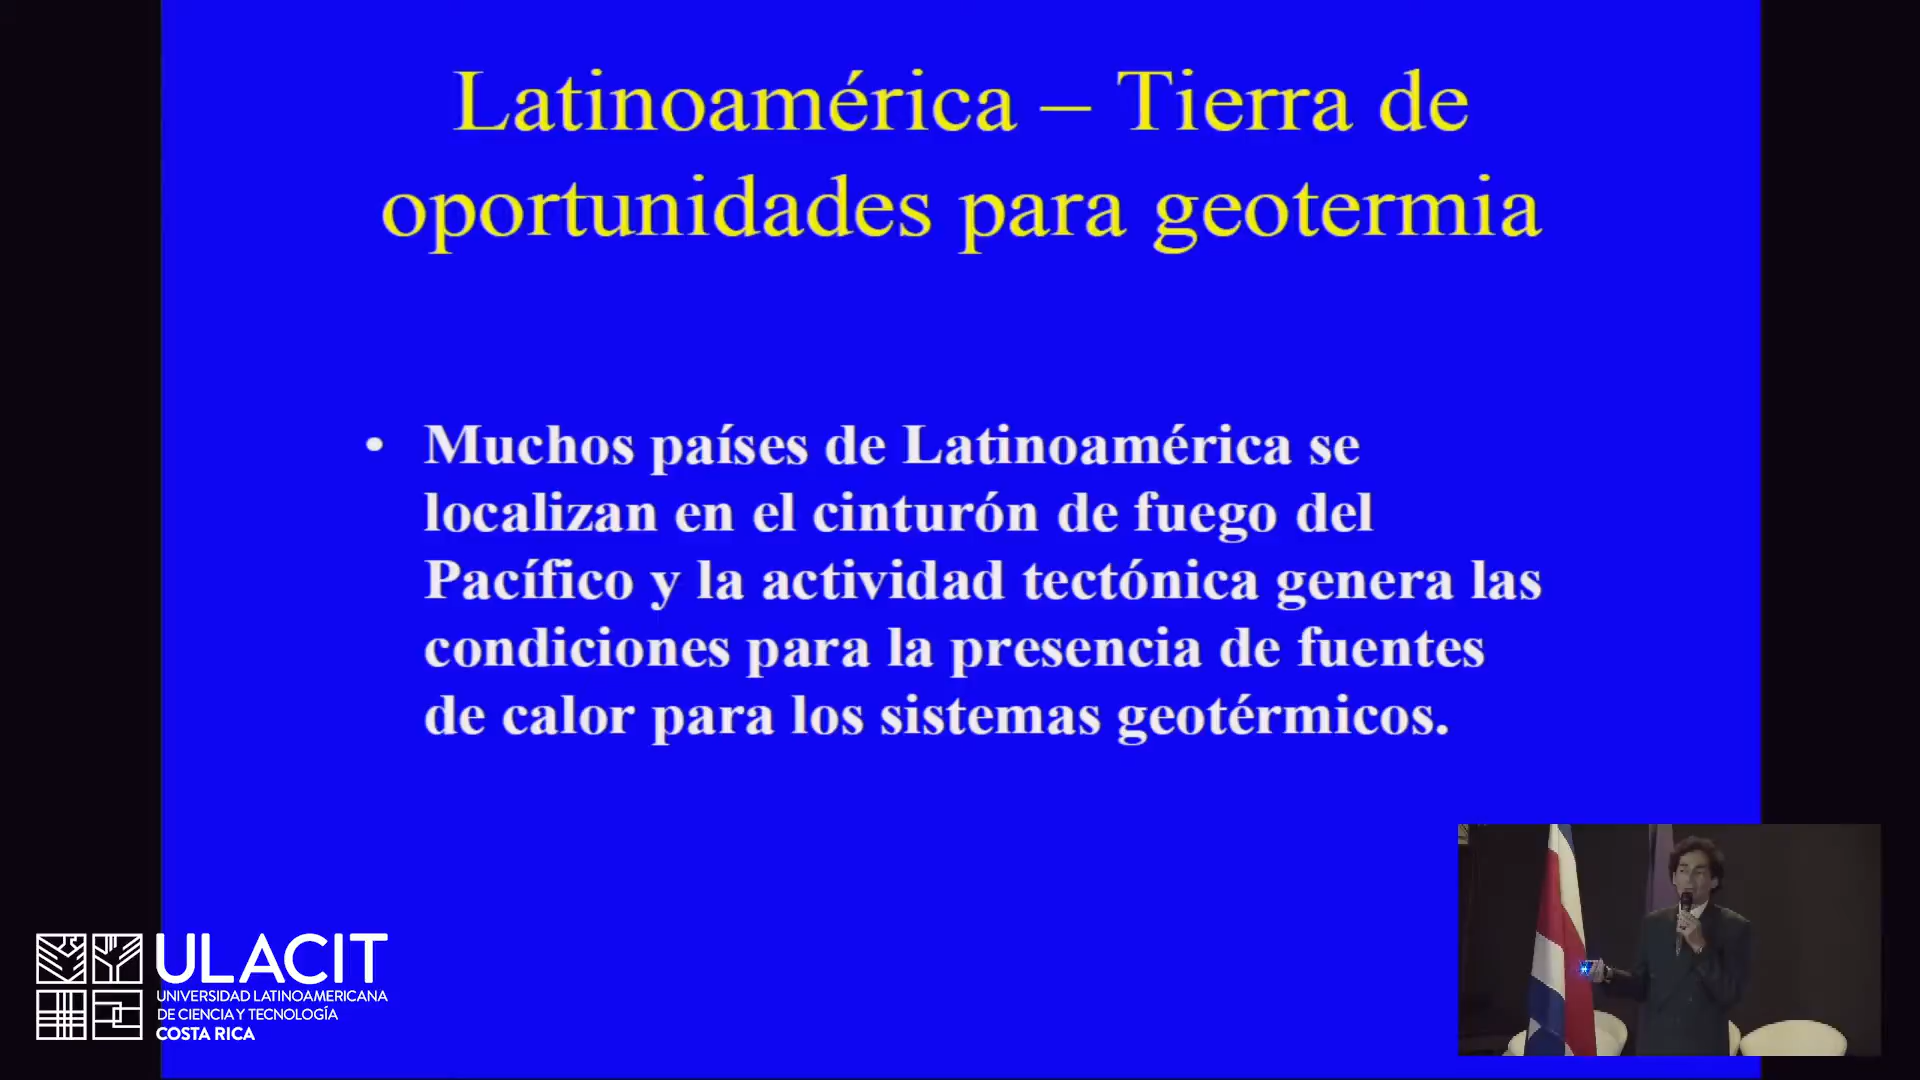 Latinoamérica – Tierra de
oportunidades para geotermia
• Muchos países de Latinoamérica se
localizan en el cinturón de fuego del
Pacífico y la actividad tectónica genera las
condiciones para la presencia de fuentes
de calor para los sistemas geotérmicos.
ULACIT
UNIVERSIDAD LATINOAMERICANA
DE CIENCIA Y TECNOLOGÍA
COSTA RICA